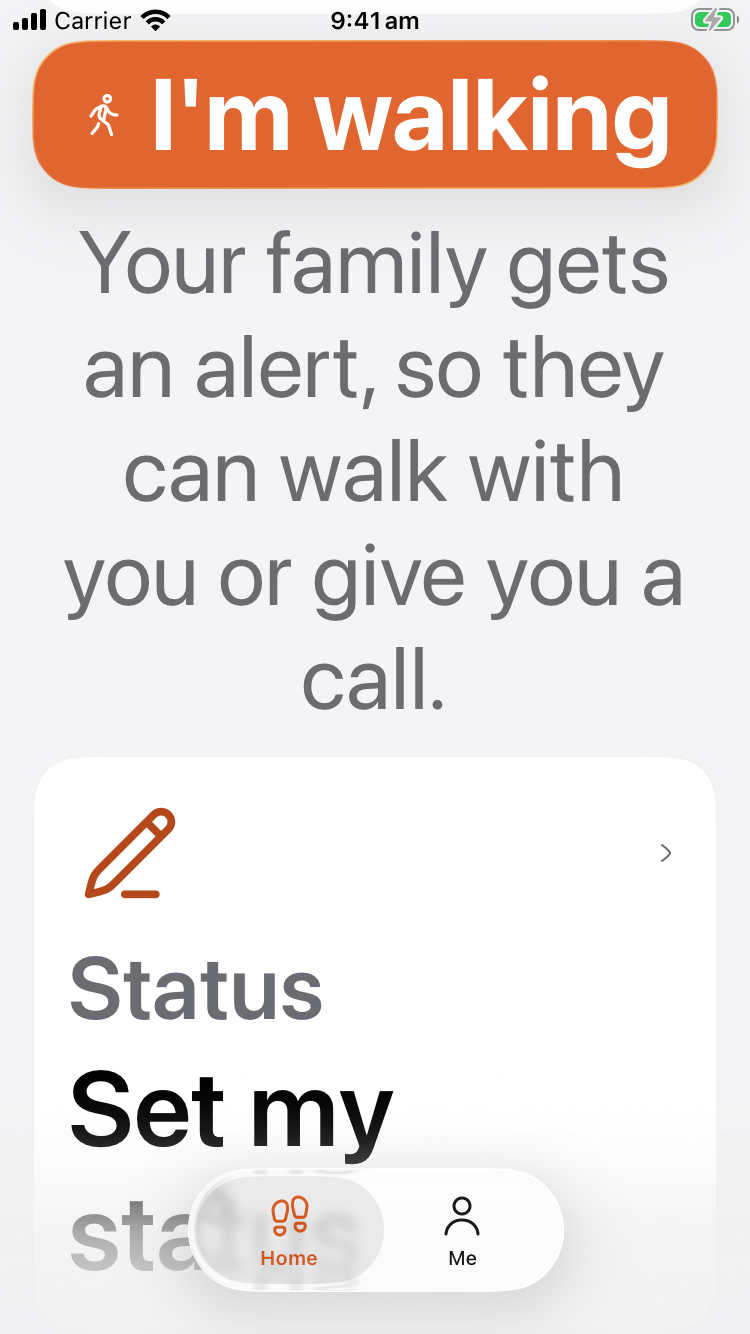 Carrier
9:41 am
I'm walking
Your family gets
an alert, so they
can walk with
you or give you a
call.
Status
Set my
status
Home
Me